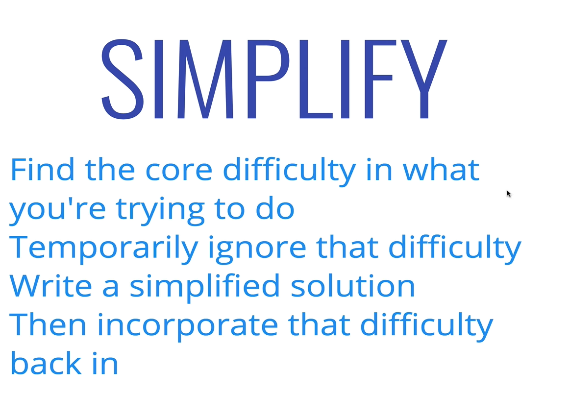 SIMPLIFY
Find the core difficulty in what
you're trying to do
Temporarily ignore that difficulty
Write a simplified solution
Then incorporate that difficulty
back in